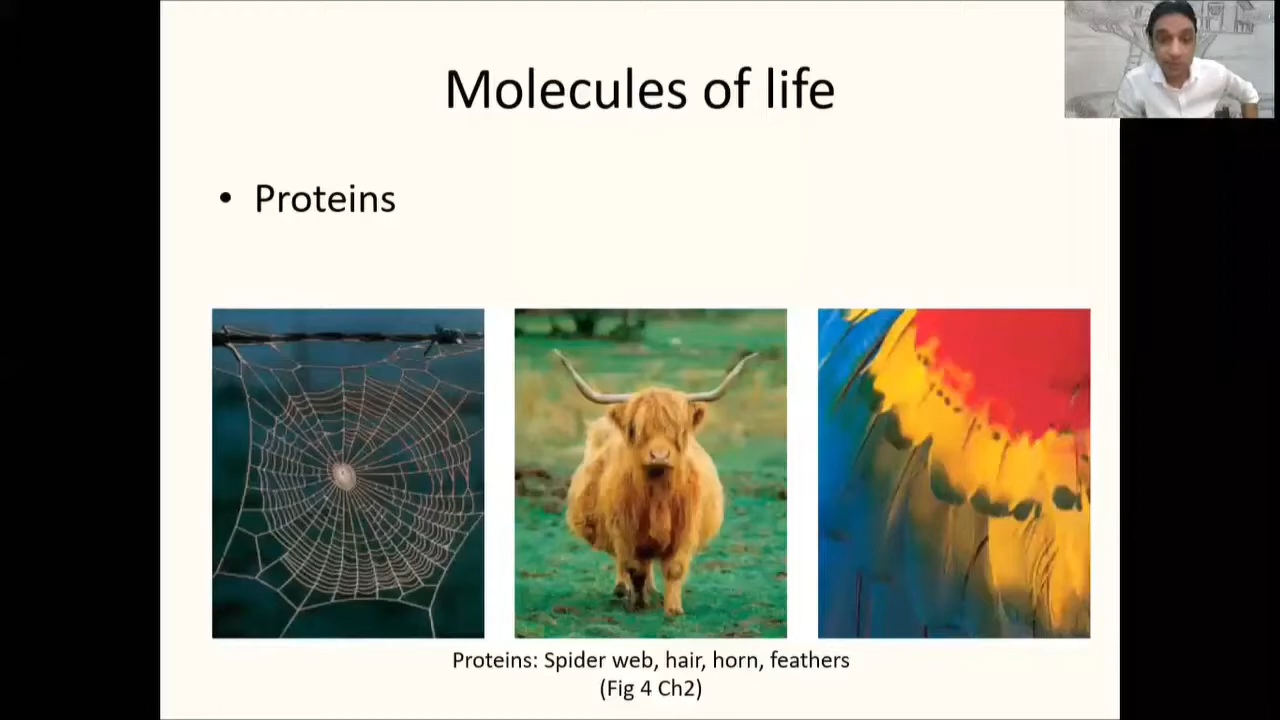 Molecules of life
• Proteins
Proteins: Spider web, hair, horn, feathers
(Fig 4 Ch2)